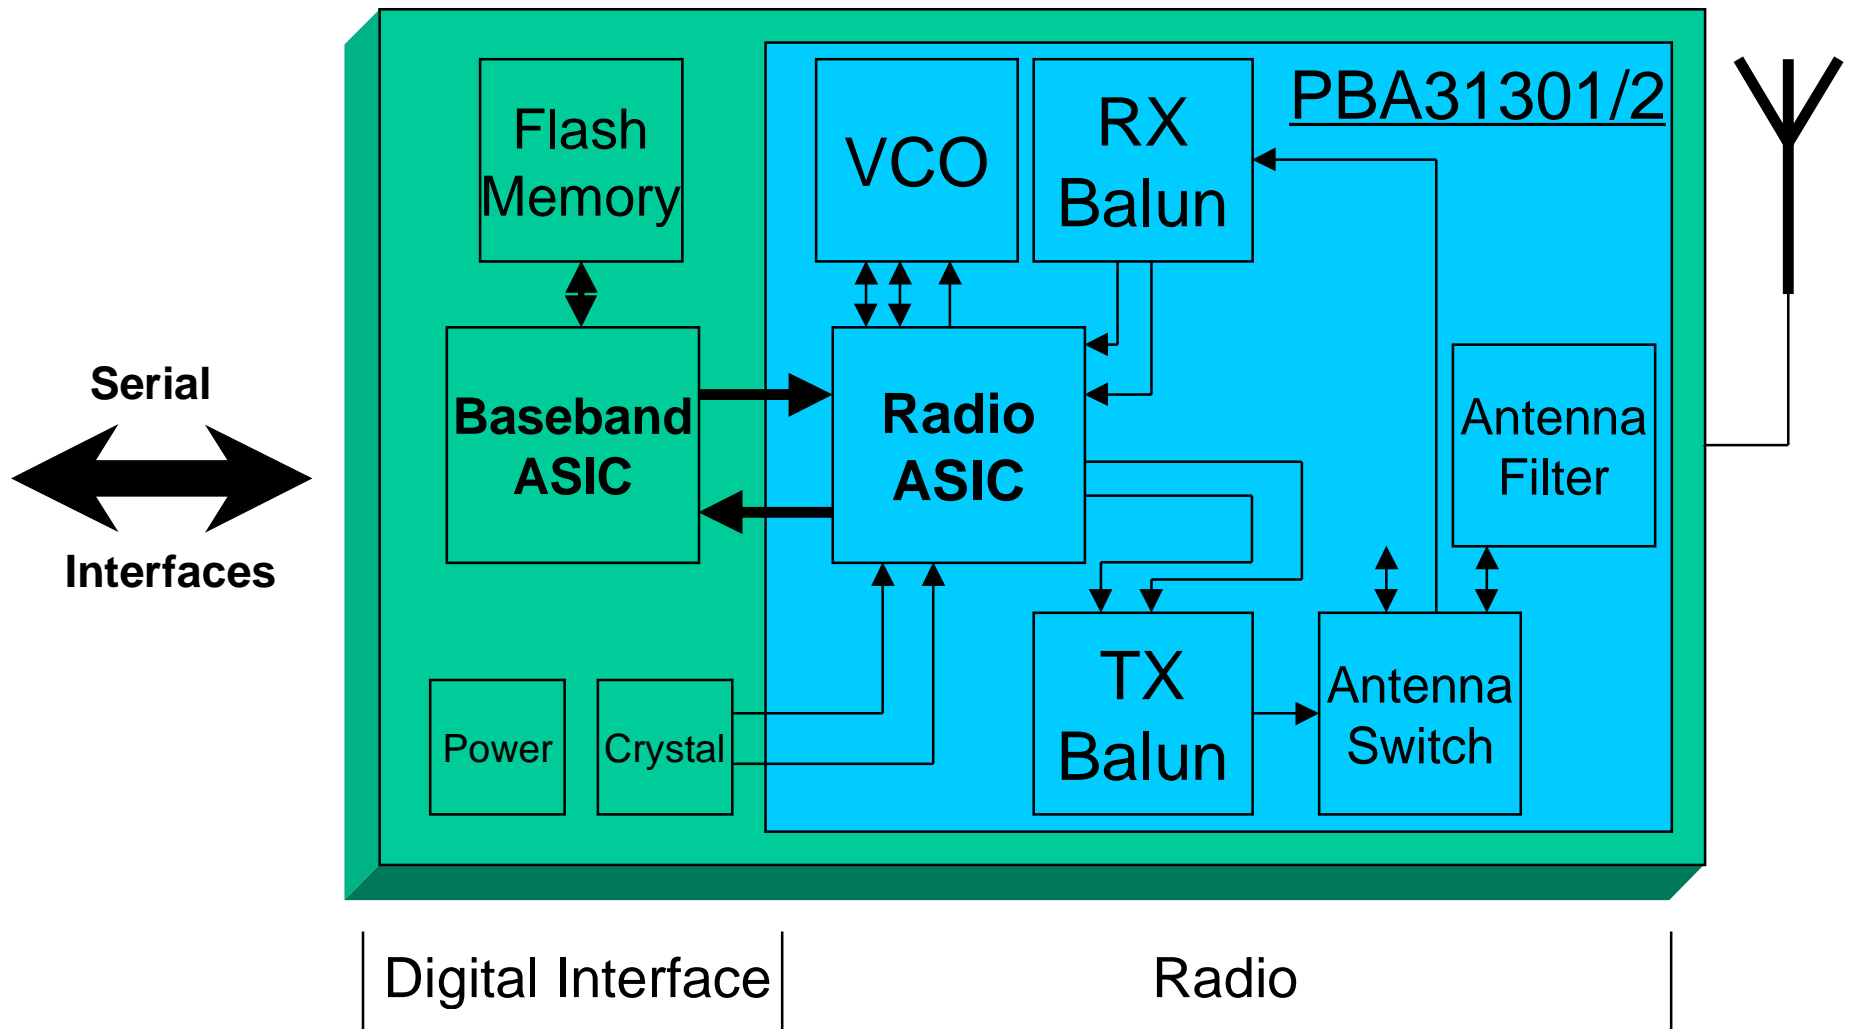 PBA31301/2
Flash
Memory
VCO
RX
Balun
Serial
Interfaces
Baseband
ASIC
Radio
ASIC
Antenna
Filter
Power
Crystal
TX
Balun
Antenna
Switch
Digital Interface
Radio